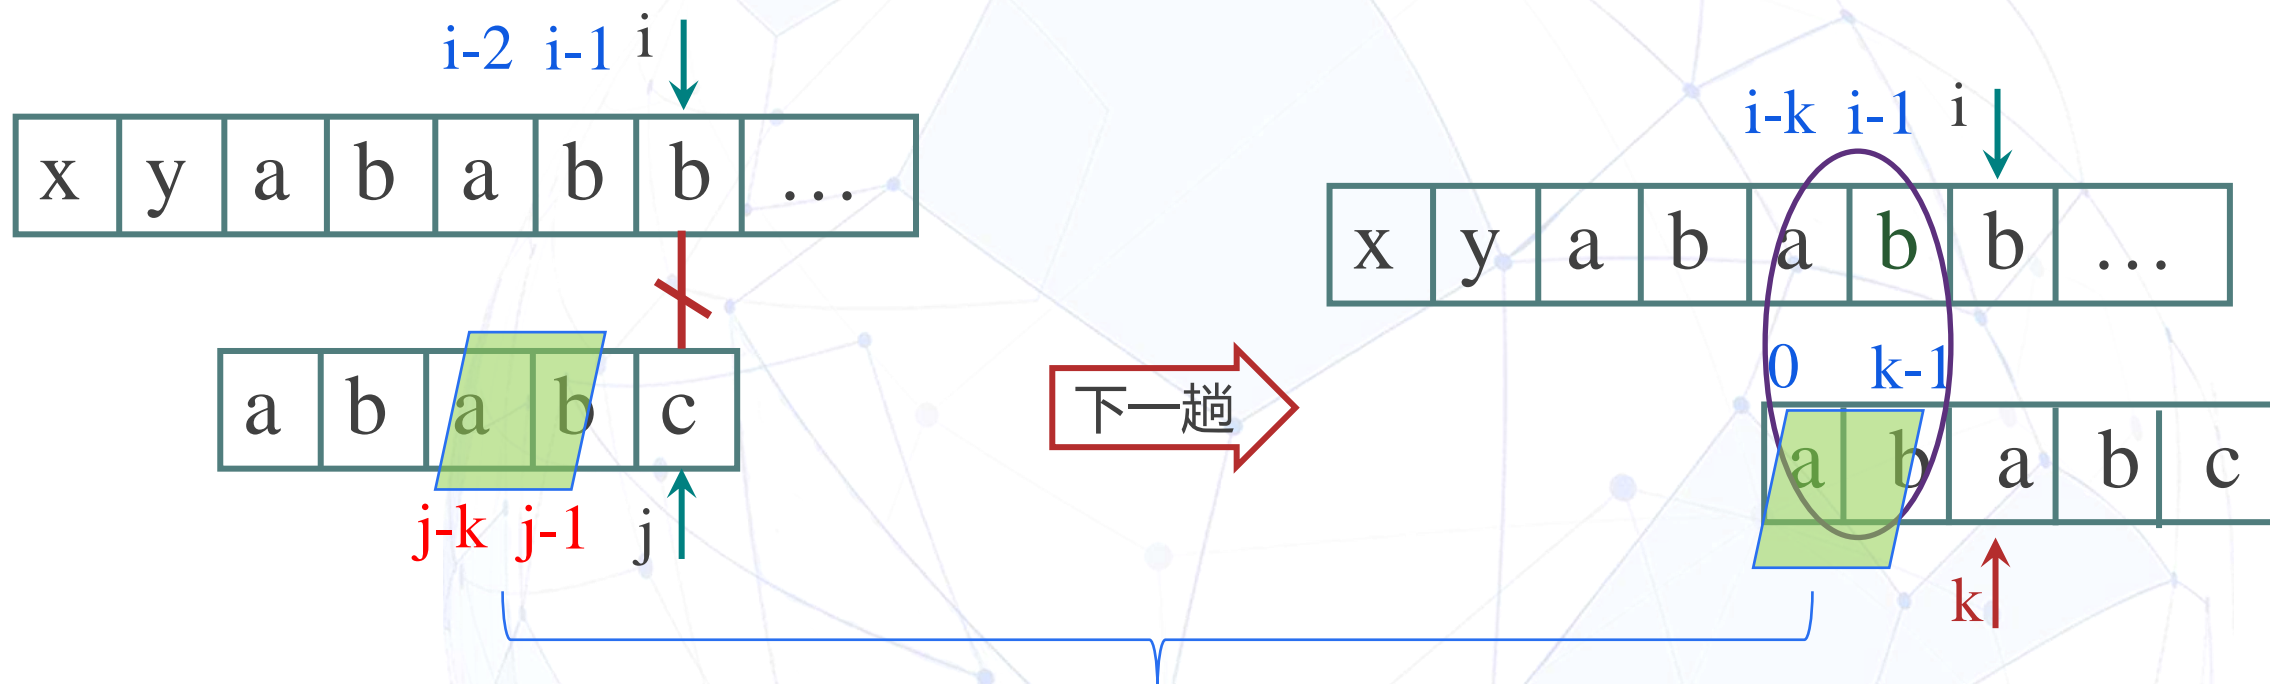 i-2 i-1 i
x y a b a b b …
a b a b c
j-k j-1 j
下一趟
i-k i-1 i
x y a b a b b …
0 k-1
a b a b c
k